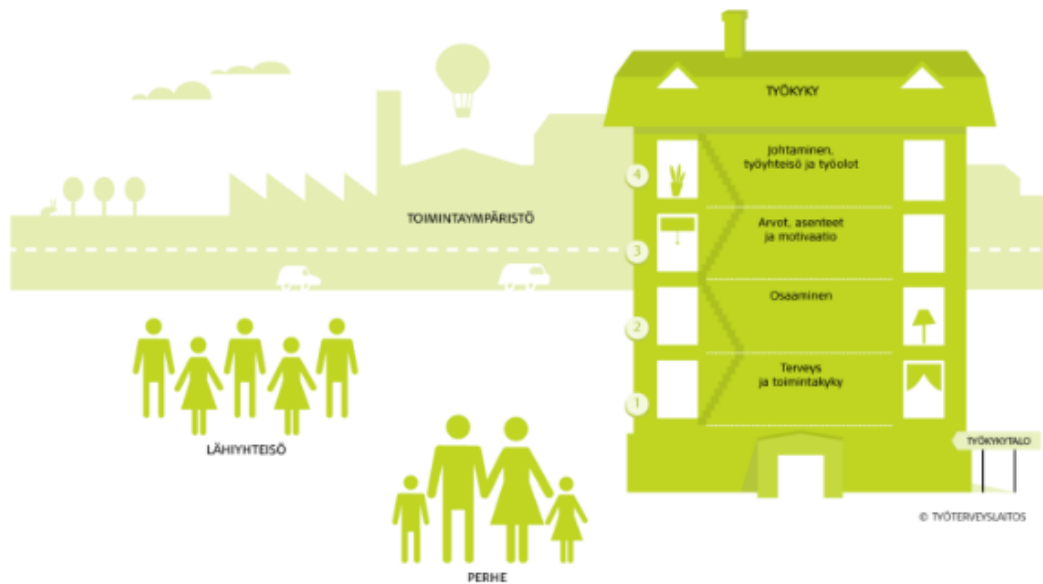 TYÖKYKY
4
Johtaminen,
työyhteisö ja työolot
TOIMINTAYMPÄRISTÖ
3
Arvot, asenteet
ja motivaatio
2
Osaaminen
1
Terveys
ja toimintakyky
LÄHIYHTEISÖ
TYÖKYKYTALO
© TYÖTERVEYSLAITOS
PERHE